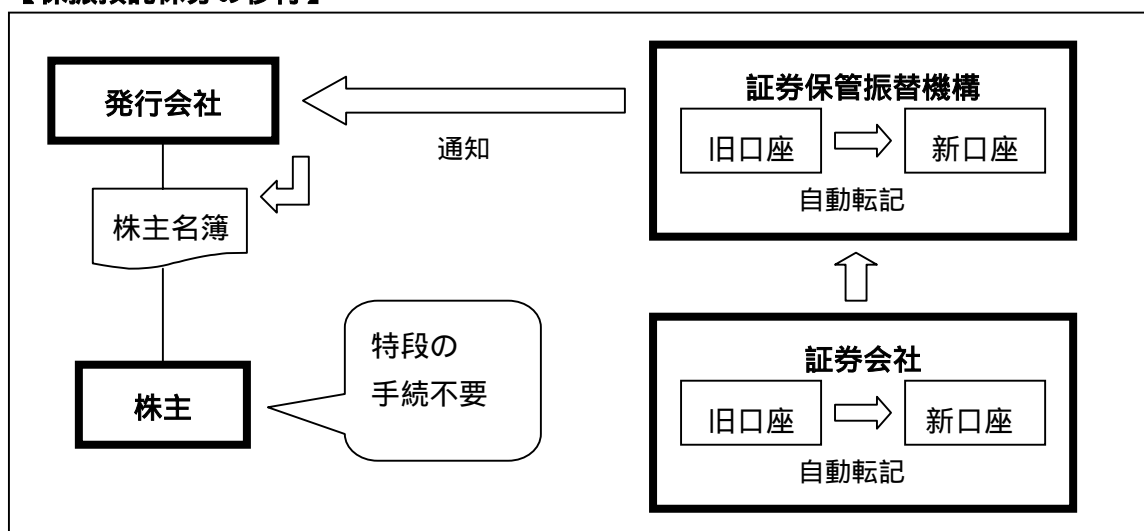 発行会社
通知
株主名簿
株主
特段の
手続不要
証券保管振替機構
旧口座
新口座
自動転記
証券会社
旧口座
新口座
自動転記